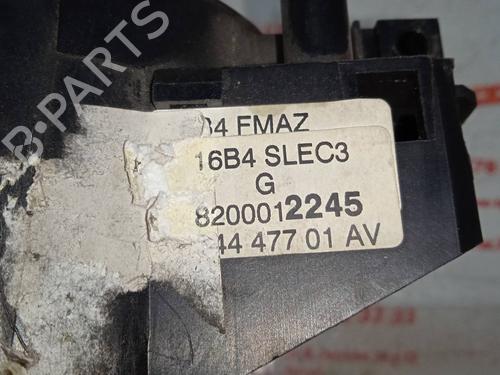 B-PARTS
04 FMAZ
16B4 SLEC3
G
8200012245
44 477 01 AV